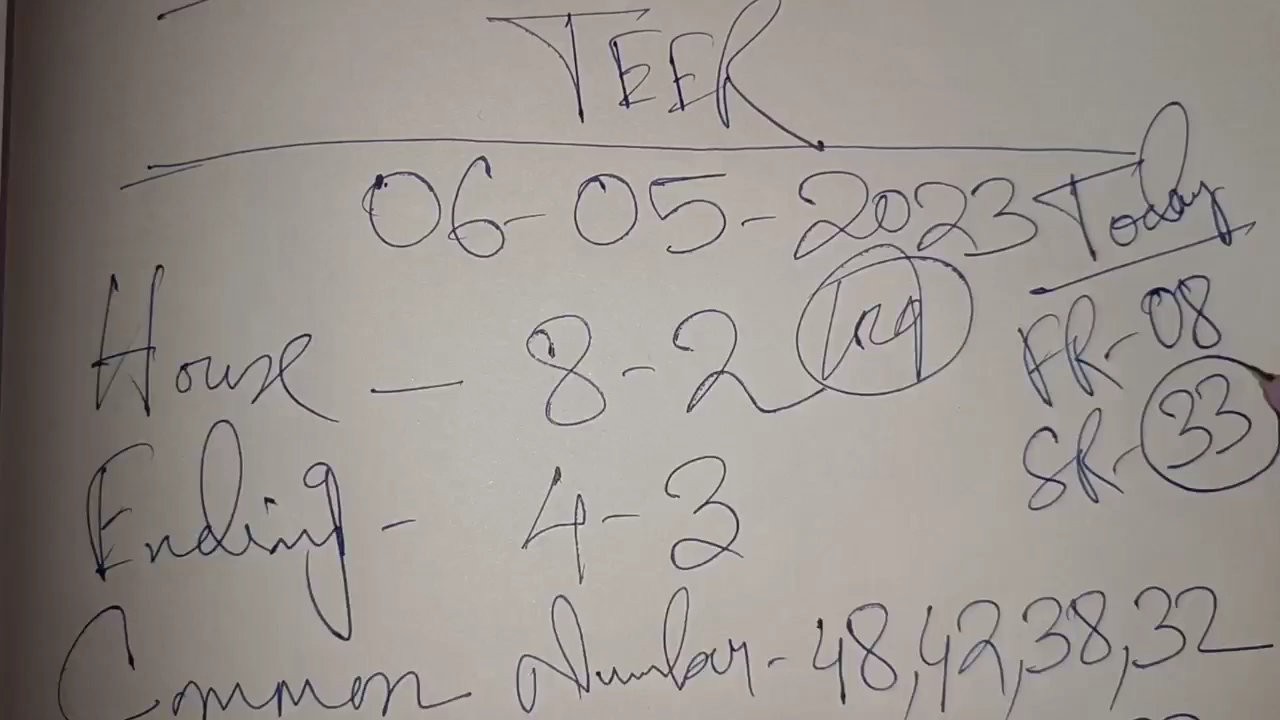 TEER
06-05-2023
Today
House - 8-2
FR-08
SR-33
Ending - 4-3
Common Number - 48,42,38,32